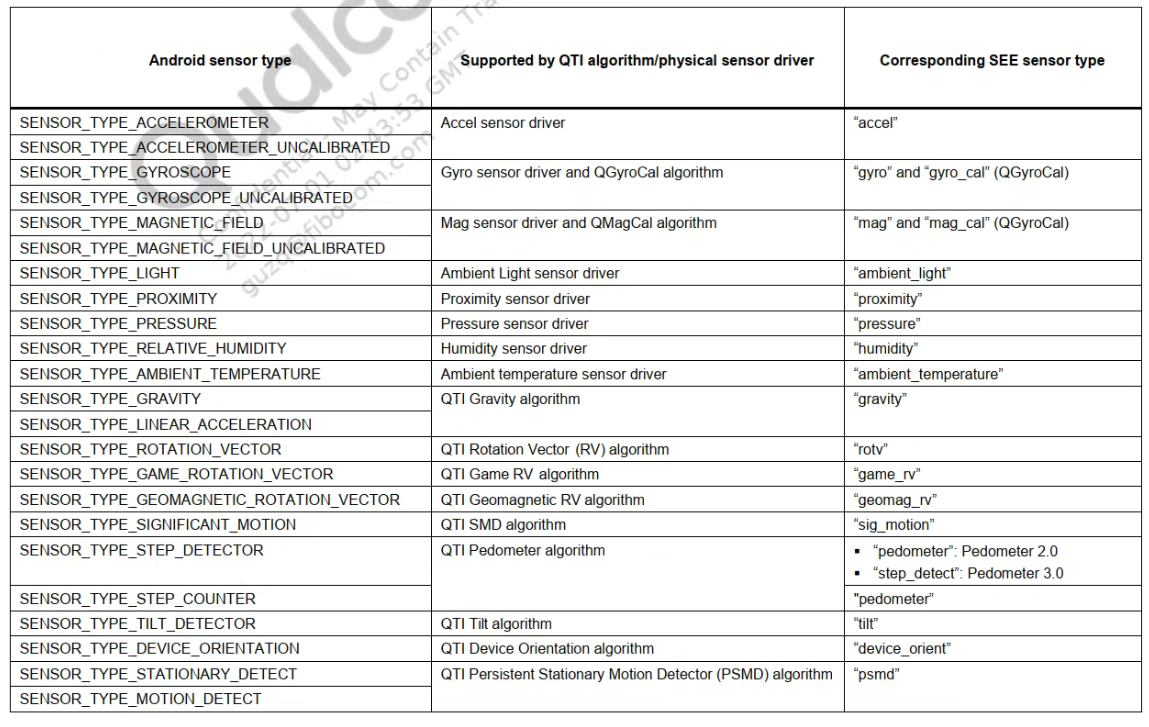 Qualco
Confidential - May Contain Tra
2022-07-01 02:43:53 GMT
guzq@fibocom.com
Android sensor type Supported by QTI algorithm/physical sensor driver Corresponding SEE sensor type
SENSOR_TYPE_ACCELEROMETER Accel sensor driver “accel”
SENSOR_TYPE_ACCELEROMETER_UNCALIBRATED
SENSOR_TYPE_GYROSCOPE Gyro sensor driver and QGyroCal algorithm “gyro” and “gyro_cal” (QGyroCal)
SENSOR_TYPE_GYROSCOPE_UNCALIBRATED
SENSOR_TYPE_MAGNETIC_FIELD Mag sensor driver and QMagCal algorithm “mag” and “mag_cal” (QGyroCal)
SENSOR_TYPE_MAGNETIC_FIELD_UNCALIBRATED
SENSOR_TYPE_LIGHT Ambient Light sensor driver “ambient_light”
SENSOR_TYPE_PROXIMITY Proximity sensor driver “proximity”
SENSOR_TYPE_PRESSURE Pressure sensor driver “pressure”
SENSOR_TYPE_RELATIVE_HUMIDITY Humidity sensor driver “humidity”
SENSOR_TYPE_AMBIENT_TEMPERATURE Ambient temperature sensor driver “ambient_temperature”
SENSOR_TYPE_GRAVITY QTI Gravity algorithm “gravity”
SENSOR_TYPE_LINEAR_ACCELERATION
SENSOR_TYPE_ROTATION_VECTOR QTI Rotation Vector (RV) algorithm “rotv”
SENSOR_TYPE_GAME_ROTATION_VECTOR QTI Game RV algorithm “game_rv”
SENSOR_TYPE_GEOMAGNETIC_ROTATION_VECTOR QTI Geomagnetic RV algorithm “geomag_rv”
SENSOR_TYPE_SIGNIFICANT_MOTION QTI SMD algorithm “sig_motion”
SENSOR_TYPE_STEP_DETECTOR QTI Pedometer algorithm ▪ “pedometer”: Pedometer 2.0
▪ “step_detect”: Pedometer 3.0
SENSOR_TYPE_STEP_COUNTER "pedometer”
SENSOR_TYPE_TILT_DETECTOR QTI Tilt algorithm “tilt”
SENSOR_TYPE_DEVICE_ORIENTATION QTI Device Orientation algorithm “device_orient”
SENSOR_TYPE_STATIONARY_DETECT QTI Persistent Stationary Motion Detector (PSMD) algorithm “psmd”
SENSOR_TYPE_MOTION_DETECT